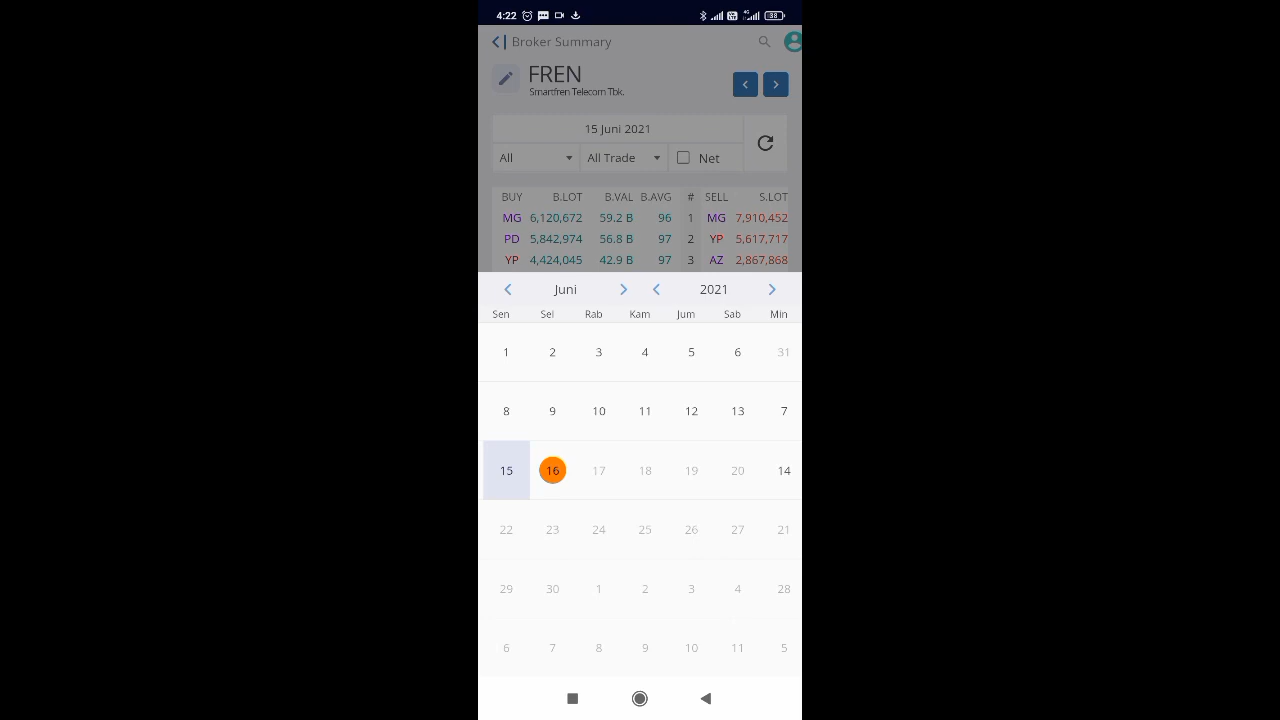 4:22 4G 38
Broker Summary
FREN
Smartfren Telecom Tbk.
15 Juni 2021
All All Trade Net
BUY B.LOT B.VAL B.AVG # SELL S.LOT
MG 6,120,672 59.2 B 96 1 MG 7,910,452
PD 5,842,974 56.8 B 97 2 YP 5,617,717
YP 4,424,045 42.9 B 97 3 AZ 2,867,868
Juni 2021
Sen Sel Rab Kam Jum Sab Min
1 2 3 4 5 6 31
8 9 10 11 12 13 7
15 16 17 18 19 20 14
22 23 24 25 26 27 21
29 30 1 2 3 4 28
6 7 8 9 10 11 5